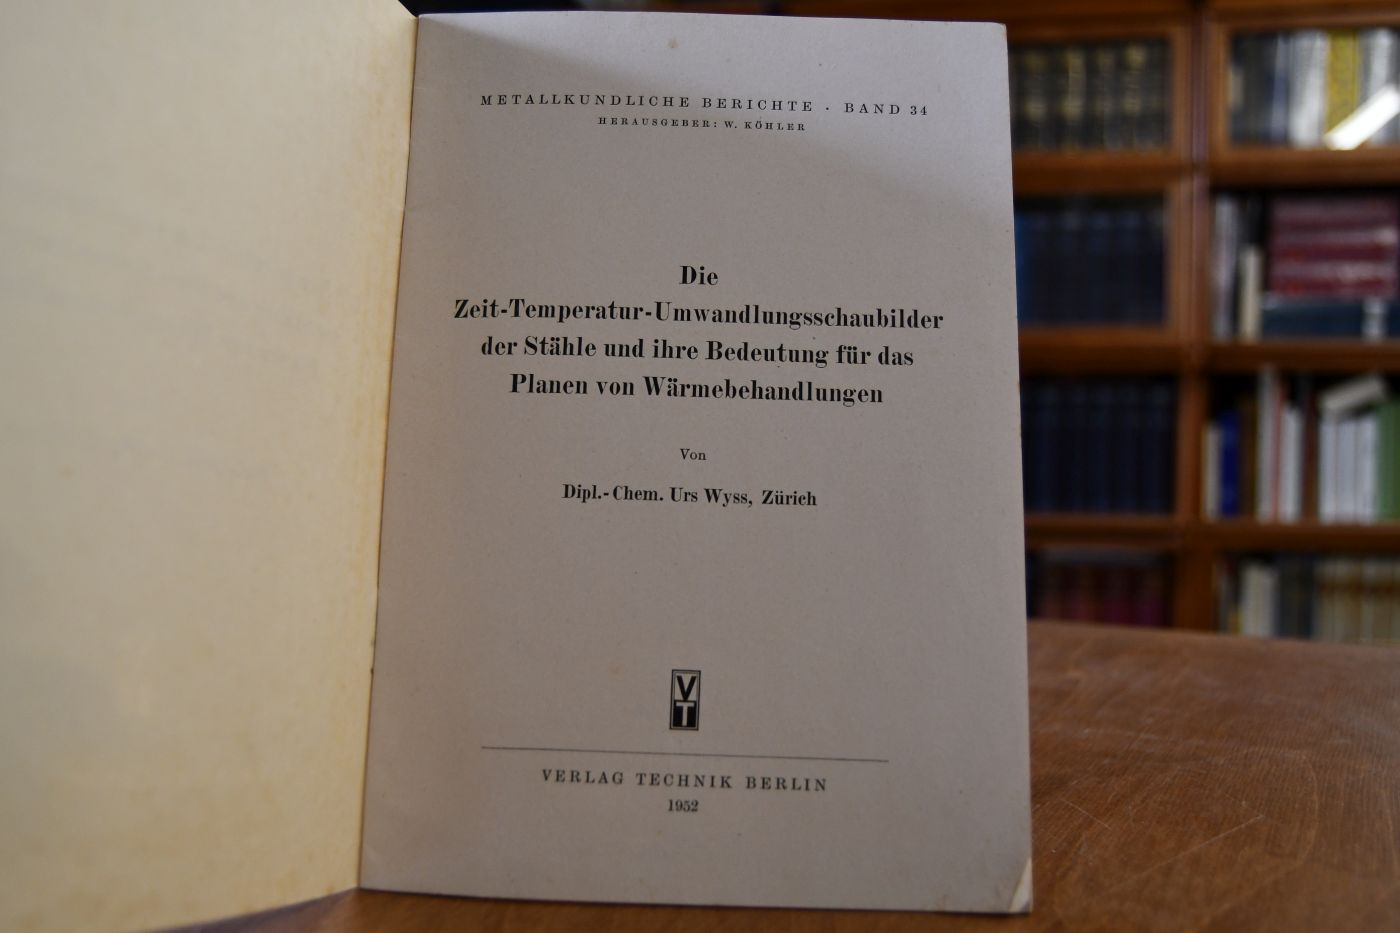 METALLKUNDLICHE BERICHTE · BAND 34
HERAUSGEBER: W. KÖHLER
Die
Zeit-Temperatur-Umwandlungsschaubilder
der Stähle und ihre Bedeutung für das
Planen von Wärmebehandlungen
Von
Dipl.-Chem. Urs Wyss, Zürich
VT
VERLAG TECHNIK BERLIN
1952